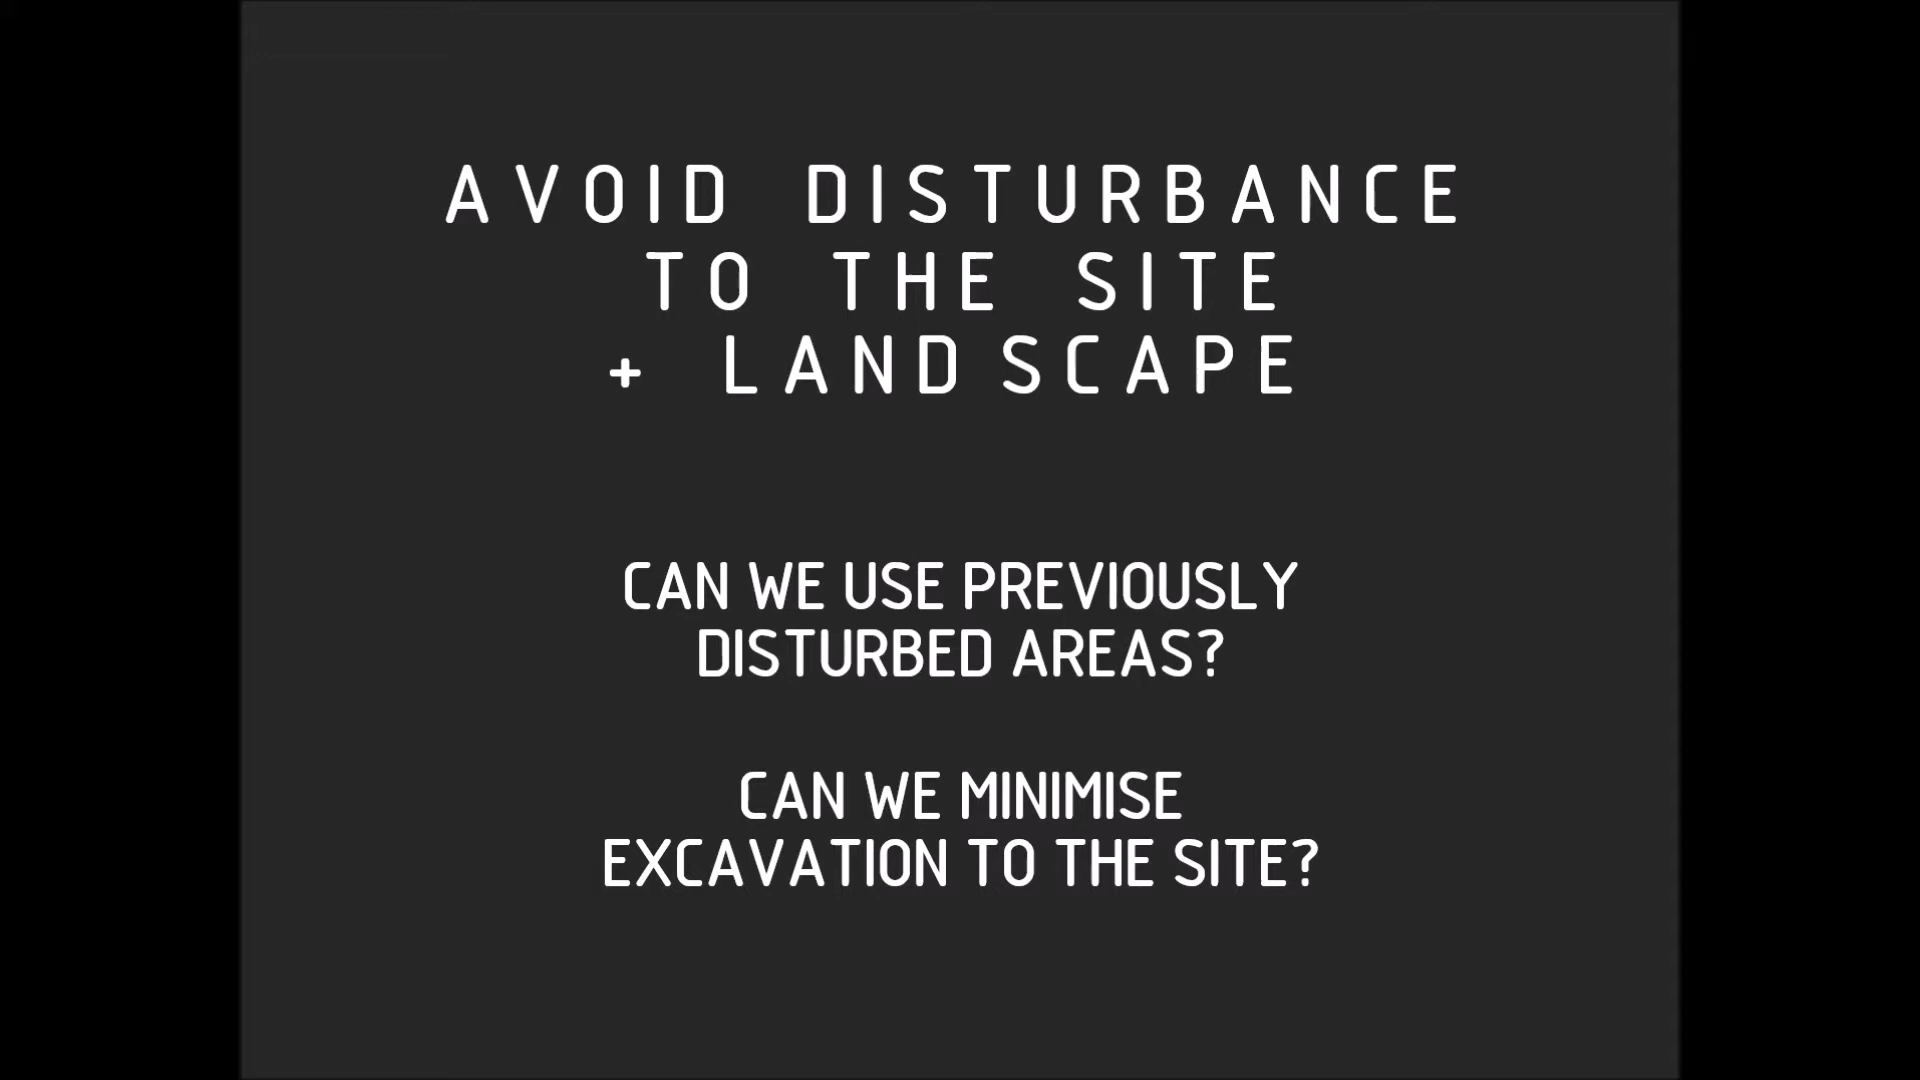 AVOID DISTURBANCE
TO THE SITE
+ LANDSCAPE
CAN WE USE PREVIOUSLY
DISTURBED AREAS?
CAN WE MINIMISE
EXCAVATION TO THE SITE?